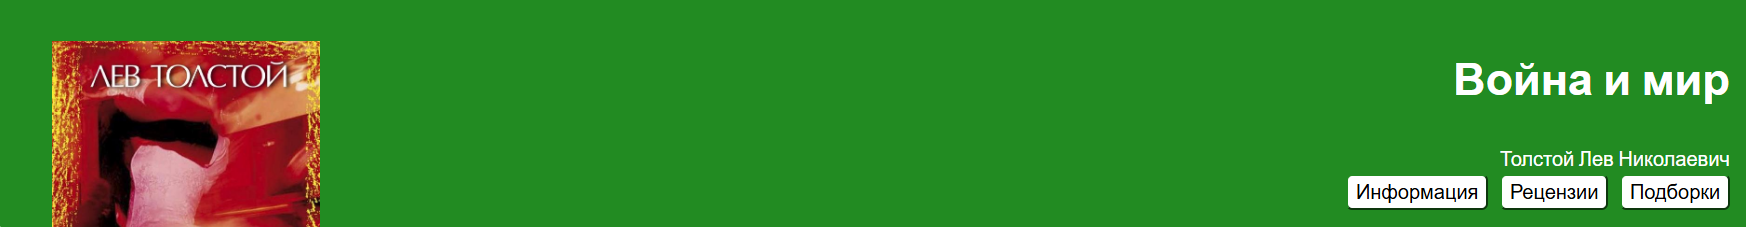 ЛЕВ ТОЛСТОЙ
Война и мир
Толстой Лев Николаевич
Информация Рецензии Подборки